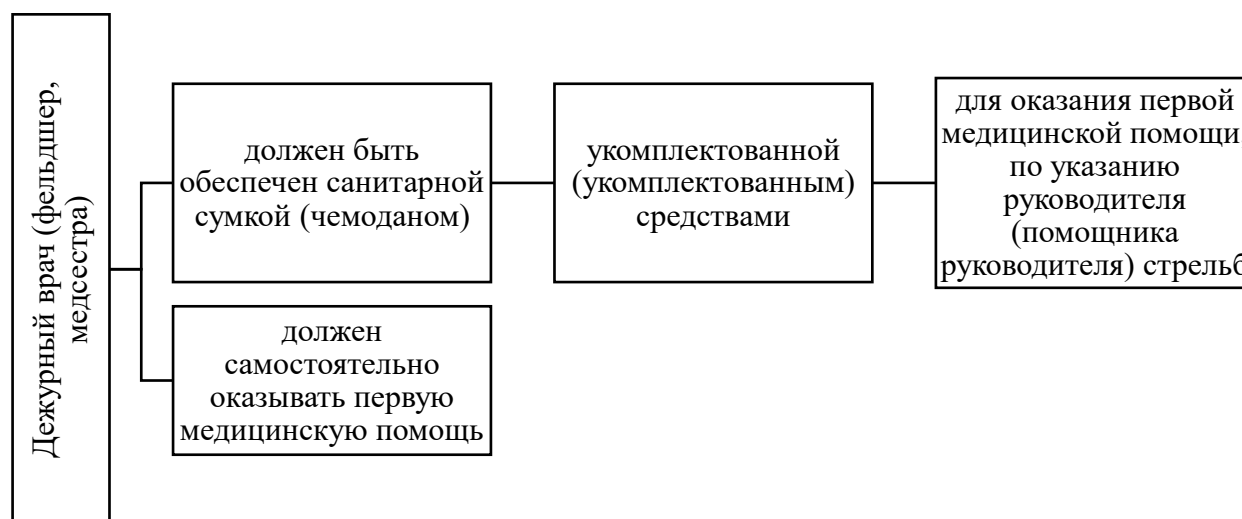 Дежурный врач (фельдшер,
медсестра)
должен быть
обеспечен санитарной
сумкой (чемоданом)
укомплектованной
(укомплектованным)
средствами
для оказания первой
медицинской помощи
по указанию
руководителя
(помощника
руководителя) стрельб
должен
самостоятельно
оказывать первую
медицинскую помощь